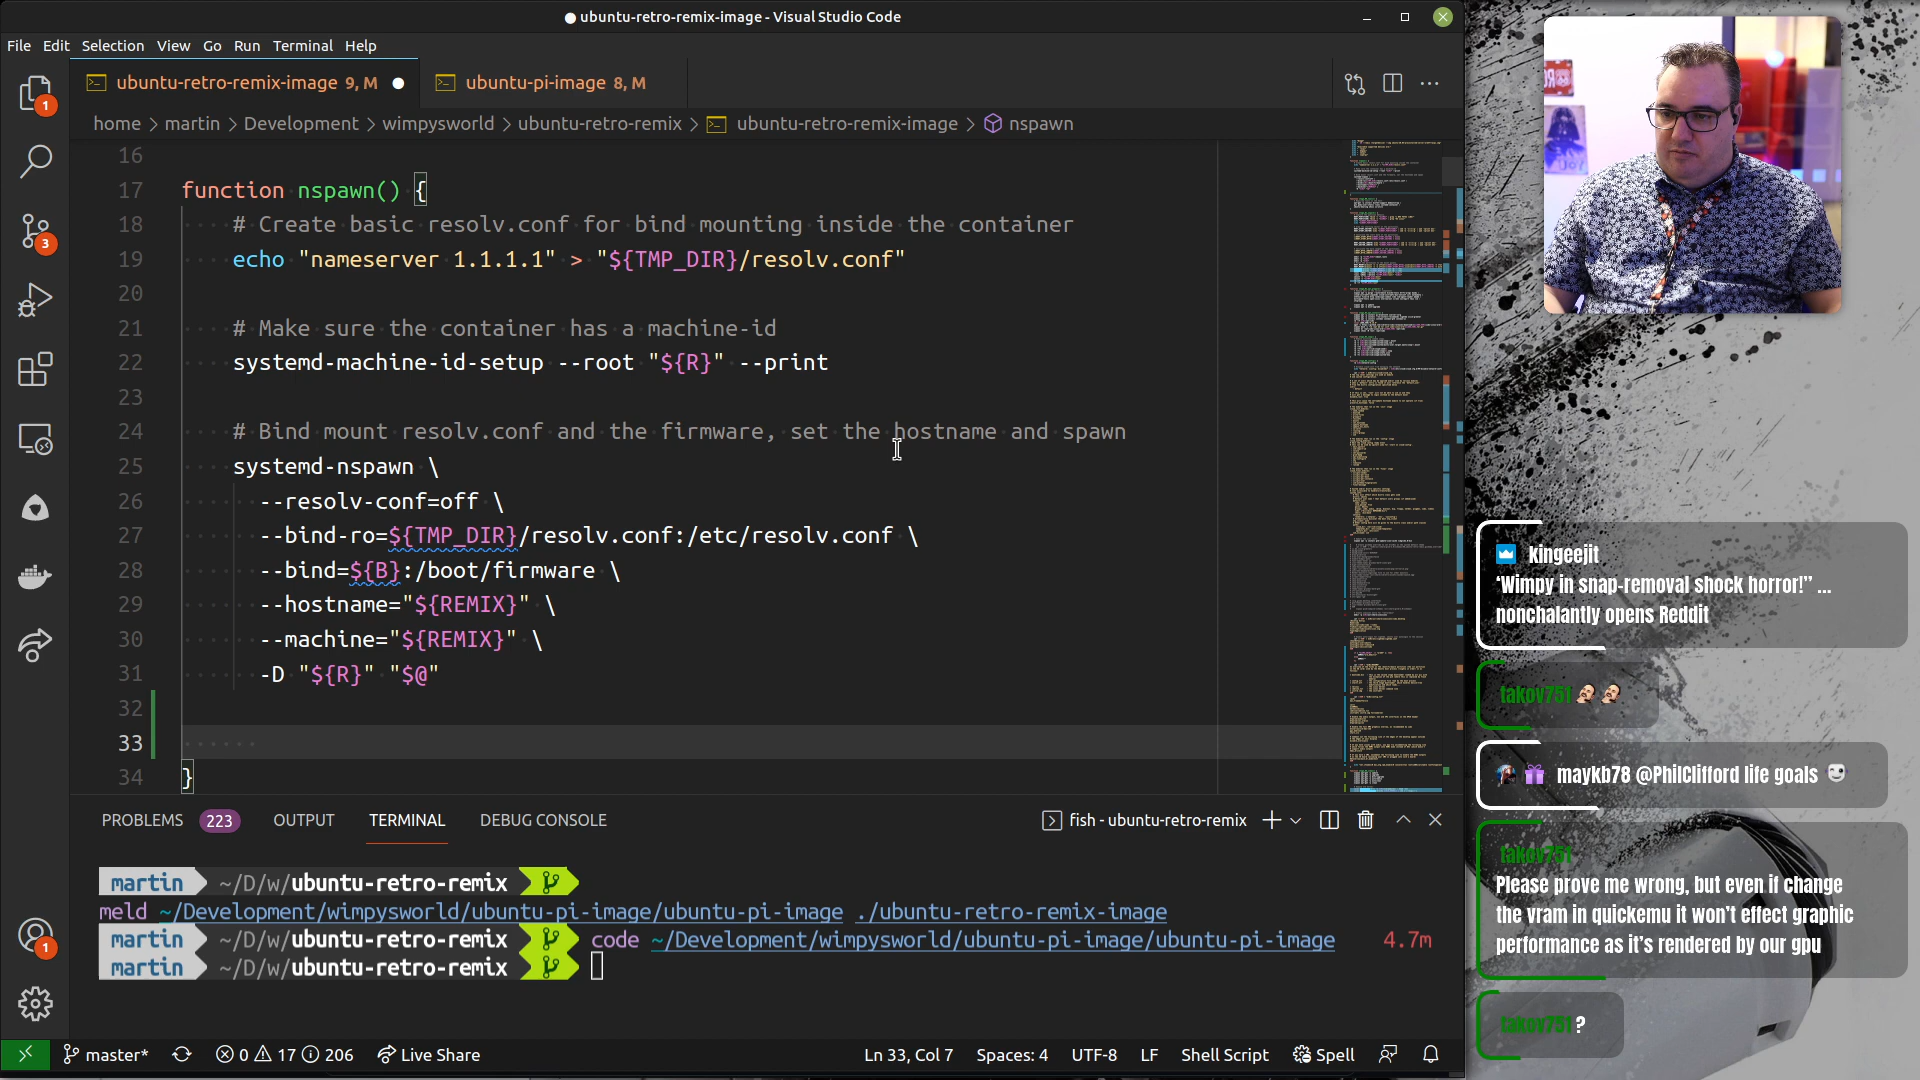 ubuntu-retro-remix-image - Visual Studio Code
File Edit Selection View Go Run Terminal Help
ubuntu-retro-remix-image 9, M
ubuntu-pi-image 8, M
home > martin > Development > wimpysworld > ubuntu-retro-remix > ubuntu-retro-remix-image > nspawn
16
17 function nspawn() {
18 # Create basic resolv.conf for bind mounting inside the container
19 echo "nameserver 1.1.1.1" > "${TMP_DIR}/resolv.conf"
20
21 # Make sure the container has a machine-id
22 systemd-machine-id-setup --root "${R}" --print
23
24 # Bind mount resolv.conf and the firmware, set the hostname and spawn
25 systemd-nspawn \
26 --resolv-conf=off \
27 --bind-ro=${TMP_DIR}/resolv.conf:/etc/resolv.conf \
28 --bind=${B}:/boot/firmware \
29 --hostname="${REMIX}" \
30 --machine="${REMIX}" \
31 -D "${R}" "$@"
32
33
34 }
PROBLEMS 223 OUTPUT TERMINAL DEBUG CONSOLE
fish - ubuntu-retro-remix
martin ~/D/w/ubuntu-retro-remix
meld ~/Development/wimpysworld/ubuntu-pi-image/ubuntu-pi-image ./ubuntu-retro-remix-image
martin ~/D/w/ubuntu-retro-remix code ~/Development/wimpysworld/ubuntu-pi-image/ubuntu-pi-image 4.7m
martin ~/D/w/ubuntu-retro-remix
1
3
1
master* 0 17 206 Live Share
Ln 33, Col 7 Spaces: 4 UTF-8 LF Shell Script Spell
kingeejit
‘Wimpy in snap-removal shock horror!” ...
nonchalantly opens Reddit
takov751
maykb78 @PhilClifford life goals
takov751
Please prove me wrong, but even if change
the vram in quickemu it won’t effect graphic
performance as it’s rendered by our gpu
takov751 ?